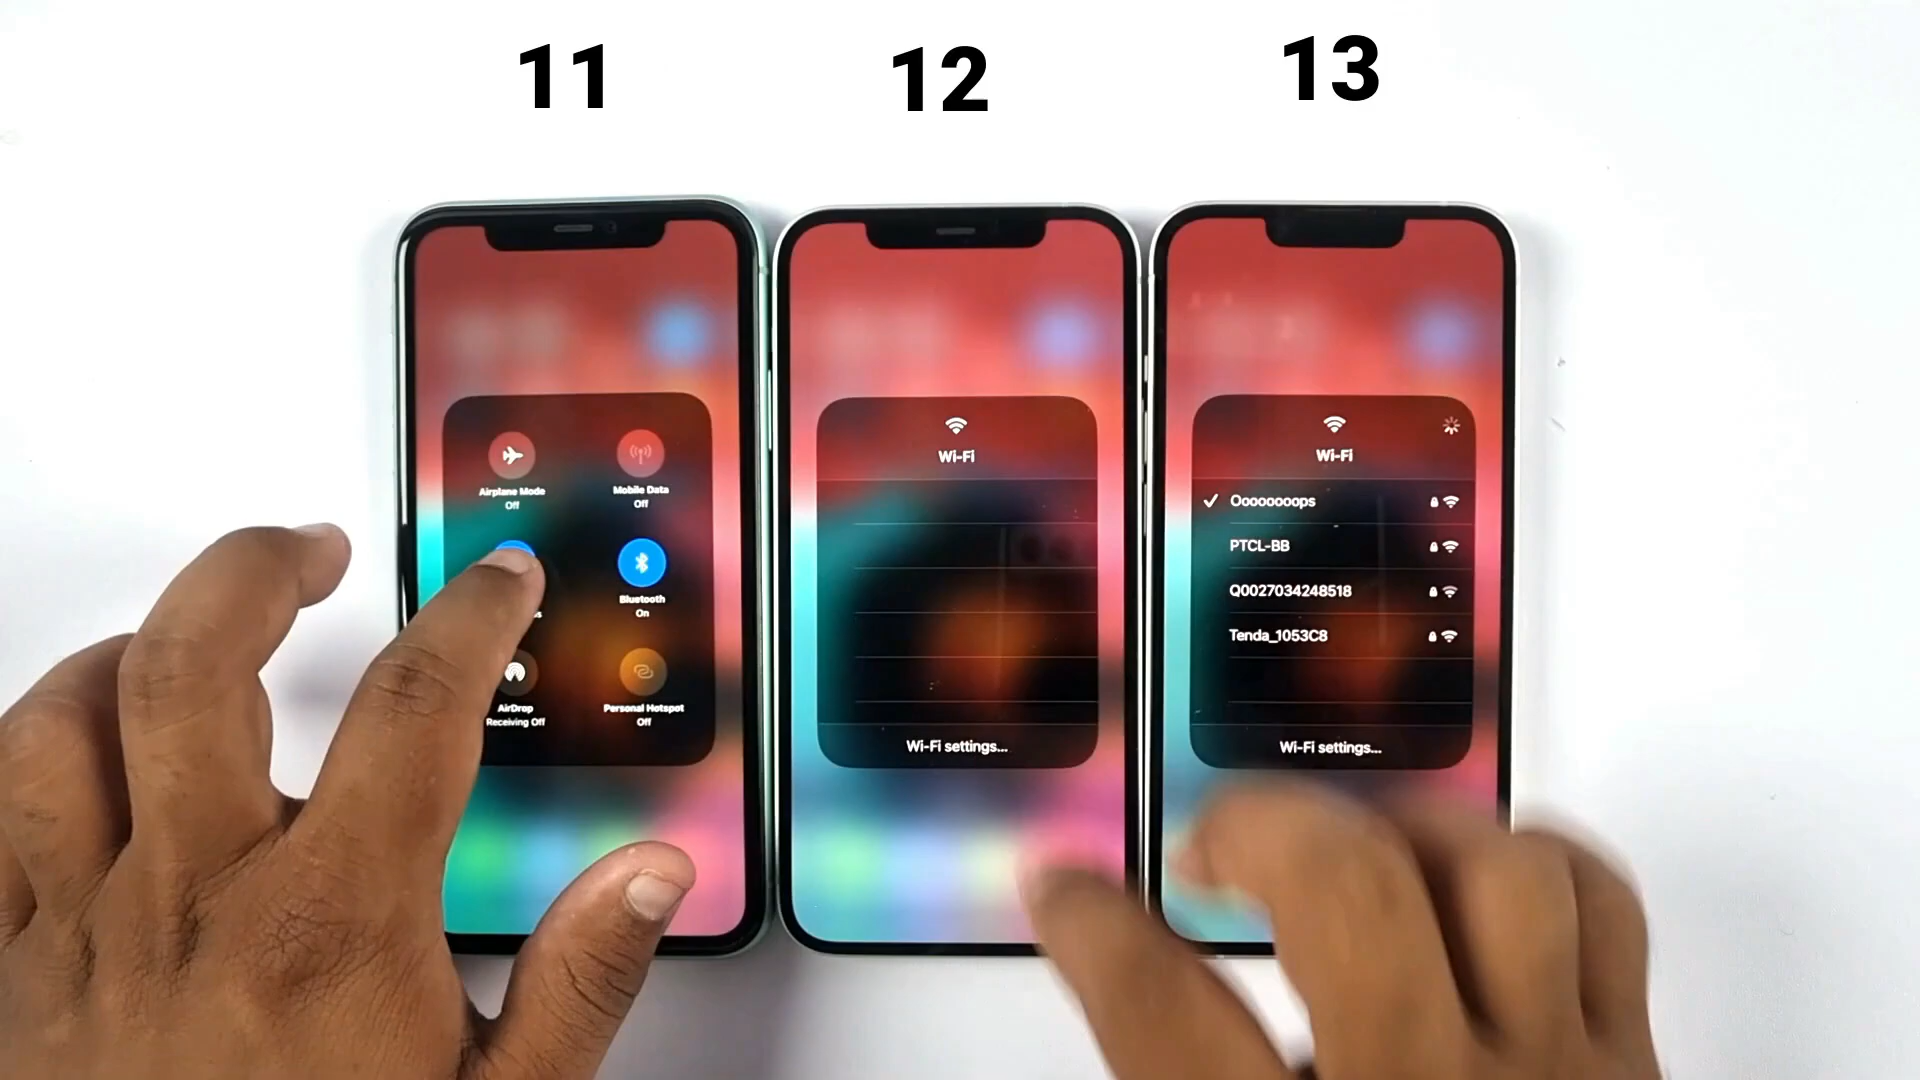 11
12
13
Airplane Mode
Off
Mobile Data
Off
Bluetooth
On
AirDrop
Receiving Off
Personal Hotspot
Off
Wi-Fi
Wi-Fi settings...
Wi-Fi
Oooooooops
PTCL-BB
Q0027034248518
Tenda_1053C8
Wi-Fi settings...